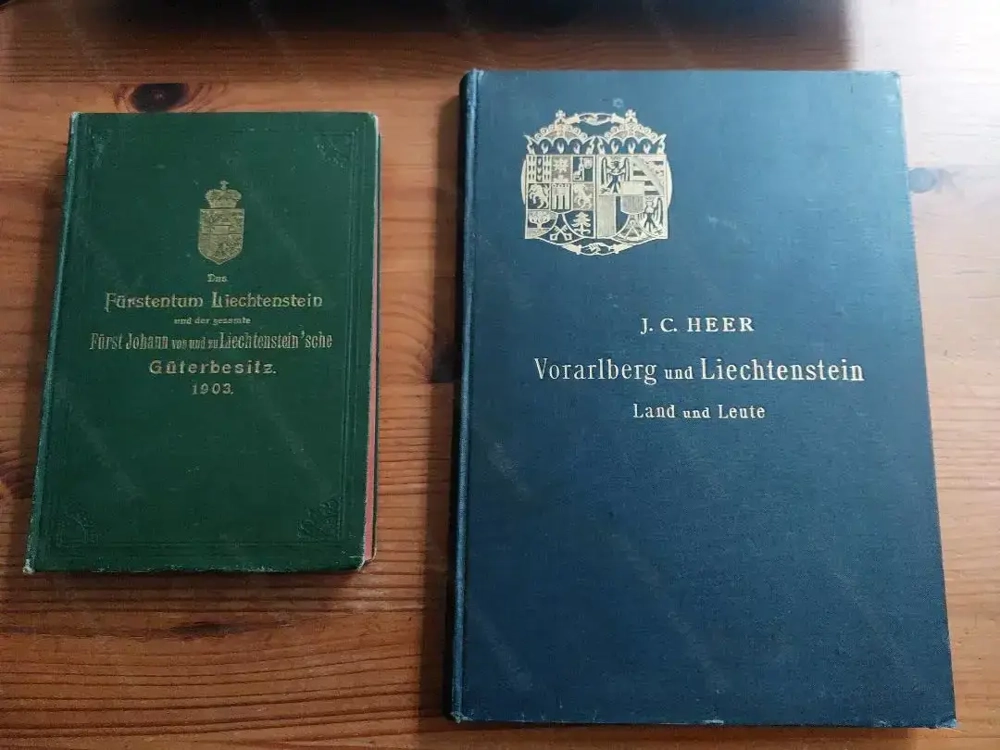 Das
Fürstentum Liechtenstein
und der gesamte
Fürst Johann von und zu Liechtenstein'sche
Güterbesitz.
1903.
J. C. HEER
Vorarlberg und Liechtenstein
Land und Leute